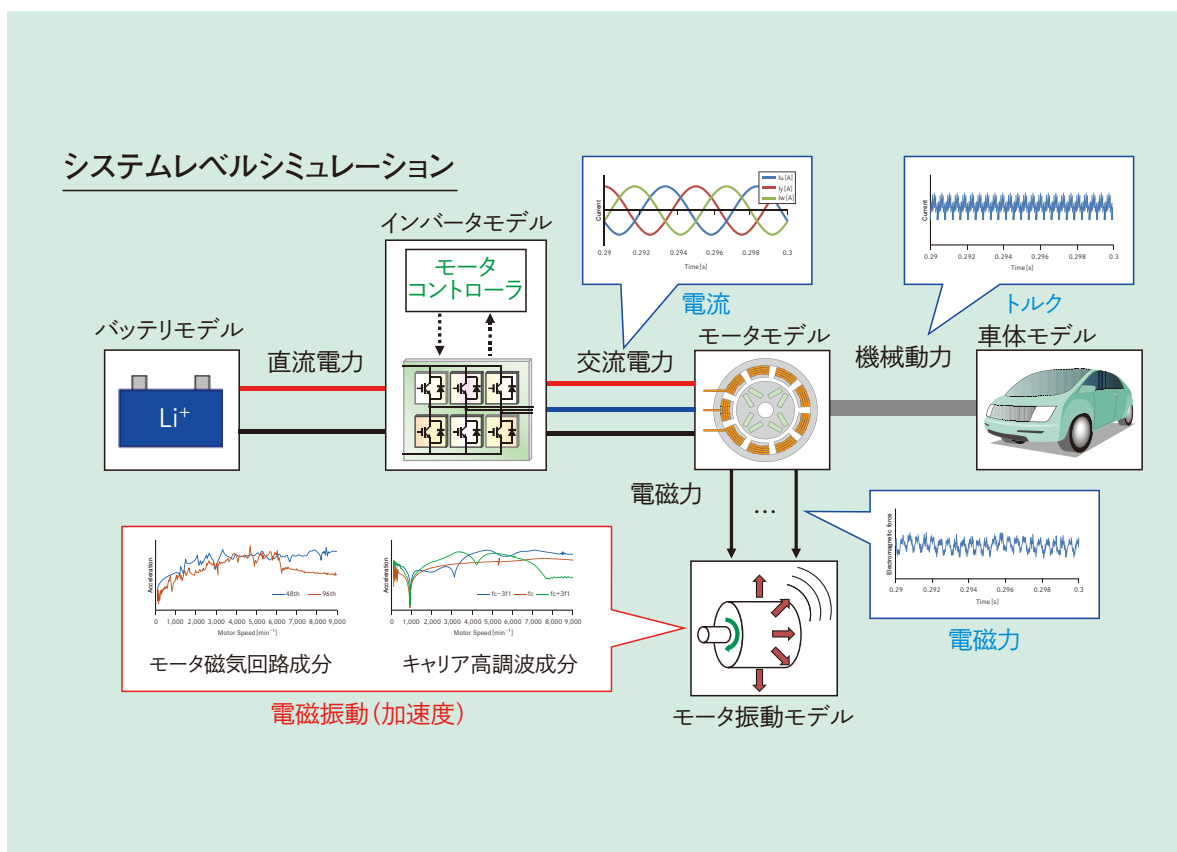 システムレベルシミュレーション
インバータモデル
モータ
コントローラ
バッテリモデル
Li⁺
直流電力
交流電力
Current
Iu [A]
Iv [A]
Iw [A]
0.29 0.292 0.294 0.296 0.298 0.3
Time [s]
電流
モータモデル
Current
0.29 0.292 0.294 0.296 0.298 0.3
Time [s]
トルク
機械動力
車体モデル
電磁力
…
Electromagnetic force
0.29 0.292 0.294 0.296 0.298 0.3
Time [s]
電磁力
Acceleration
48th 96th
0 1,000 2,000 3,000 4,000 5,000 6,000 7,000 8,000 9,000
Motor Speed [min⁻¹]
モータ磁気回路成分
Acceleration
fc−3f1 fc fc+3f1
0 1,000 2,000 3,000 4,000 5,000 6,000 7,000 8,000 9,000
Motor Speed [min⁻¹]
キャリア高調波成分
電磁振動（加速度）
モータ振動モデル